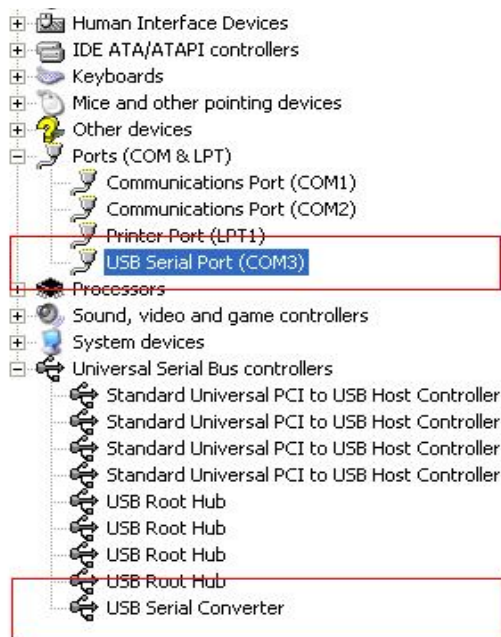 Human Interface Devices
IDE ATA/ATAPI controllers
Keyboards
Mice and other pointing devices
Other devices
Ports (COM & LPT)
Communications Port (COM1)
Communications Port (COM2)
Printer Port (LPT1)
USB Serial Port (COM3)
Processors
Sound, video and game controllers
System devices
Universal Serial Bus controllers
Standard Universal PCI to USB Host Controller
Standard Universal PCI to USB Host Controller
Standard Universal PCI to USB Host Controller
Standard Universal PCI to USB Host Controller
USB Root Hub
USB Root Hub
USB Root Hub
USB Root Hub
USB Serial Converter